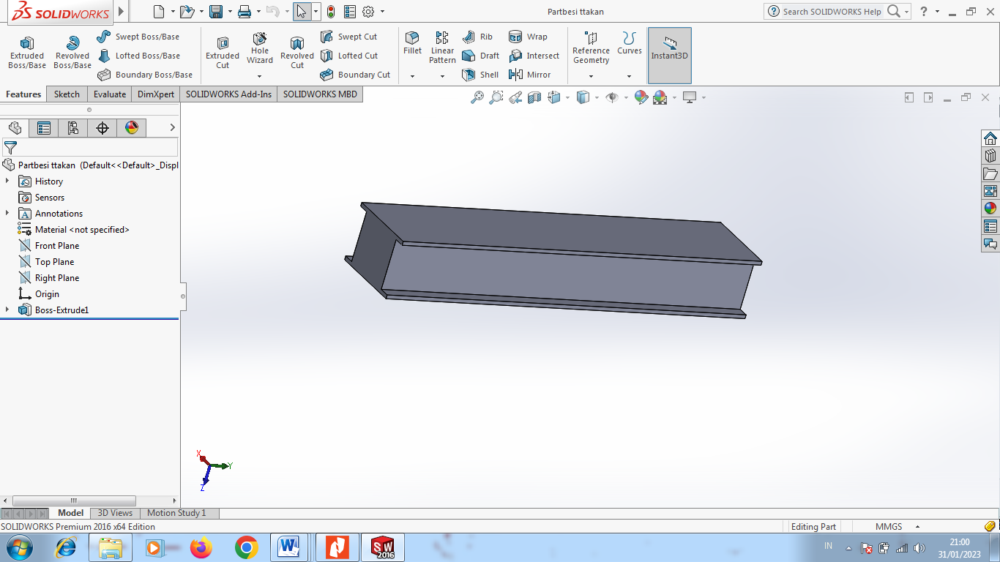 SOLIDWORKS
Partbesi ttakan
Search SOLIDWORKS Help
?
Extruded Boss/Base
Revolved Boss/Base
Swept Boss/Base
Lofted Boss/Base
Boundary Boss/Base
Extruded Cut
Hole Wizard
Revolved Cut
Swept Cut
Lofted Cut
Boundary Cut
Fillet
Linear Pattern
Rib
Draft
Shell
Wrap
Intersect
Mirror
Reference Geometry
Curves
Instant3D
Features
Sketch
Evaluate
DimXpert
SOLIDWORKS Add-Ins
SOLIDWORKS MBD
Partbesi ttakan (Default<<Default>_Displ
History
Sensors
A Annotations
Material <not specified>
Front Plane
Top Plane
Right Plane
Origin
Boss-Extrude1
X
Y
Z
Model
3D Views
Motion Study 1
SOLIDWORKS Premium 2016 x64 Edition
Editing Part
MMGS
W
SW
2016
IN
21:00
31/01/2023